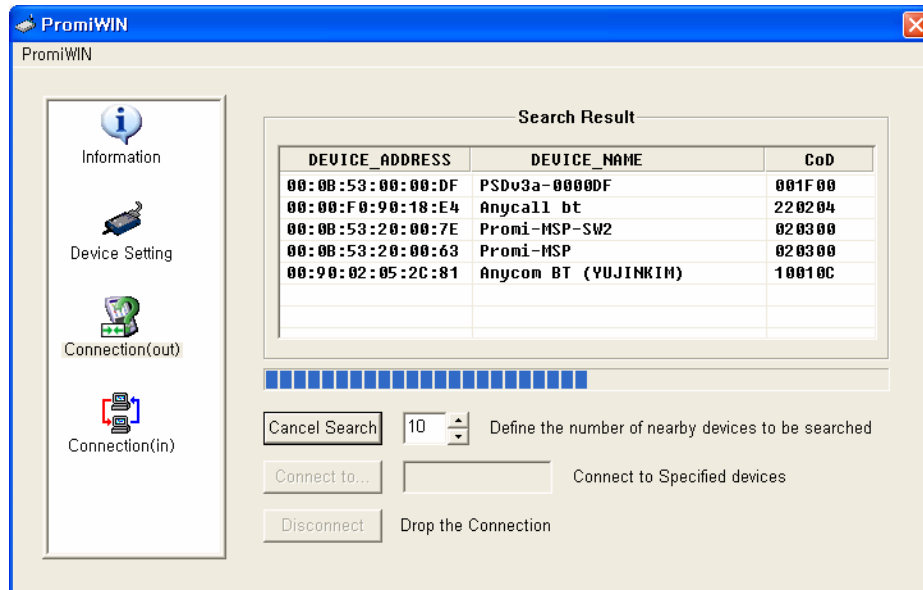 PromiWIN
PromiWIN
Information
Device Setting
Connection(out)
Connection(in)
Search Result
DEVICE_ADDRESS DEVICE_NAME CoD
00:0B:53:00:00:DF PSDv3a-0000DF 001F00
00:00:F0:90:18:E4 Anycall bt 220204
00:0B:53:20:00:7E Promi-MSP-SW2 020300
00:0B:53:20:00:63 Promi-MSP 020300
00:90:02:05:2C:81 Anycom BT (YUJINKIM) 10010C
Cancel Search 10 Define the number of nearby devices to be searched
Connect to... Connect to Specified devices
Disconnect Drop the Connection